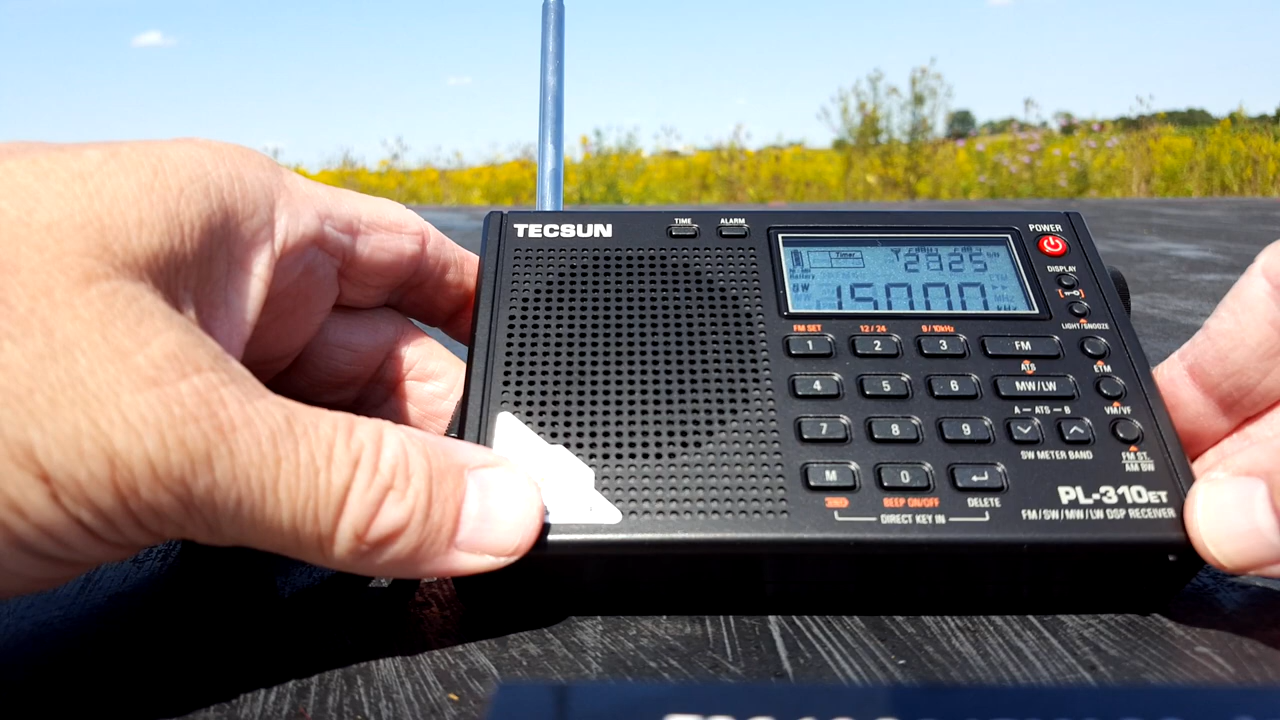 TECSUN
TIME ALARM
POWER
DISPLAY
LIGHT/SNOOZE
Timer
Battery
2825
15000
kHz
FM SET 12/24 9/10kHz
1 2 3 FM
ATS ETM
4 5 6 MW/LW
A — ATS — B VM/VF
7 8 9
SW METER BAND FM ST.
AM BW
M 0
BEEP ON/OFF DELETE
DIRECT KEY IN
PL-310ET
FM/SW/MW/LW DSP RECEIVER